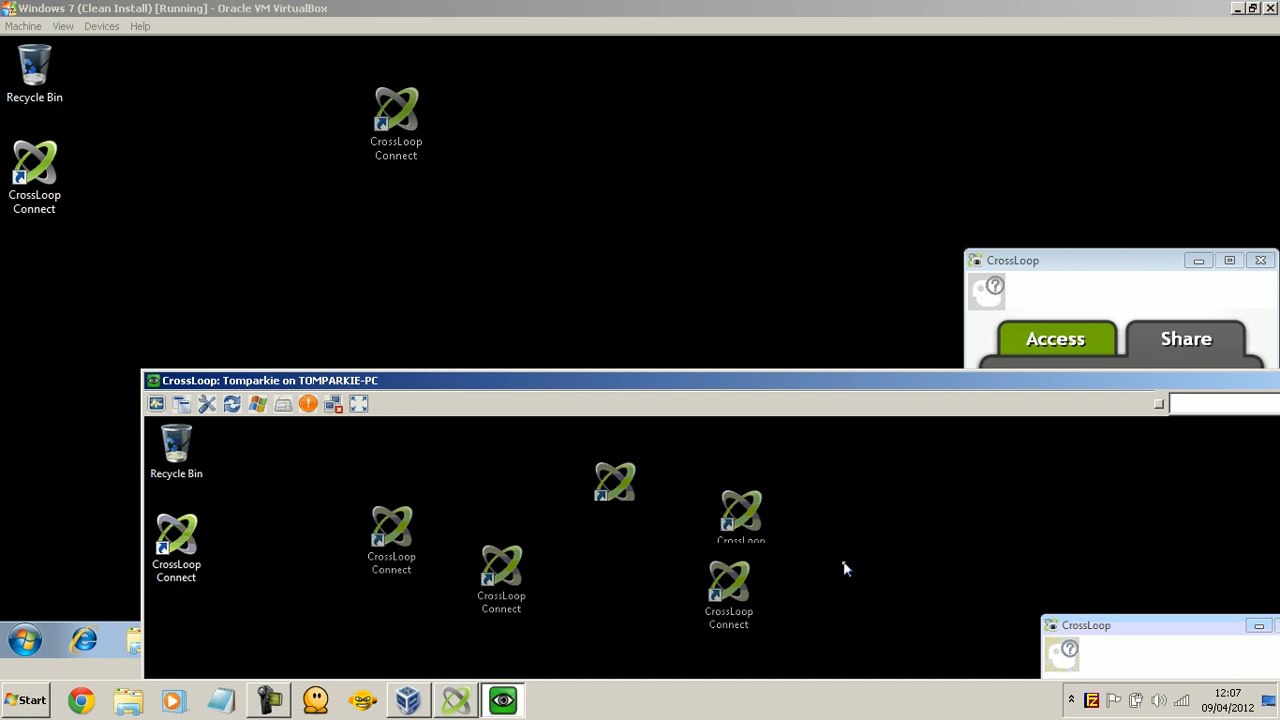 Windows 7 (Clean Install) [Running] - Oracle VM VirtualBox
Machine View Devices Help
Recycle Bin
CrossLoop
Connect
CrossLoop
Connect
CrossLoop
Access Share
CrossLoop: Tomparkie on TOMPARKIE-PC
Recycle Bin
CrossLoop
CrossLoop
Connect
CrossLoop
Connect
CrossLoop
Connect
CrossLoop
Connect
CrossLoop
Start
12:07
09/04/2012